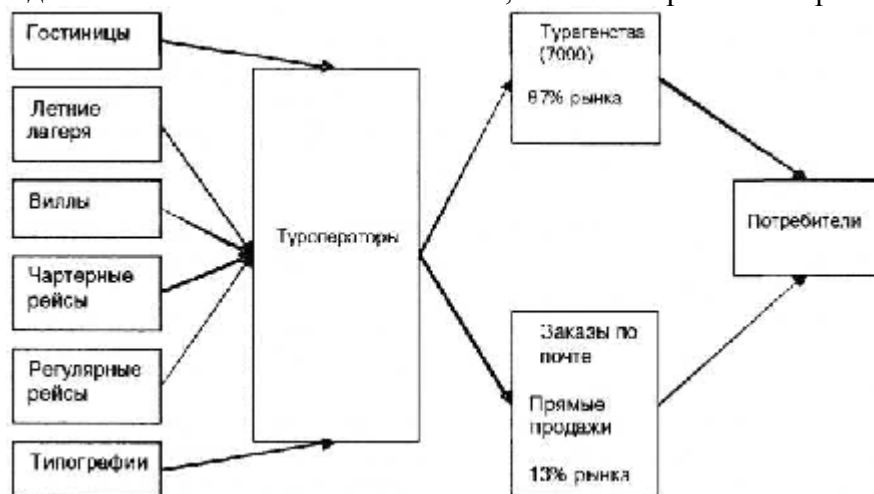 Гостиницы
Летние
лагеря
Виллы
Чартерные
рейсы
Регулярные
рейсы
Типографии
Туроператоры
Турагенства
(7000)
87% рынка
Заказы по
почте
Прямые
продажи
13% рынка
Потребители